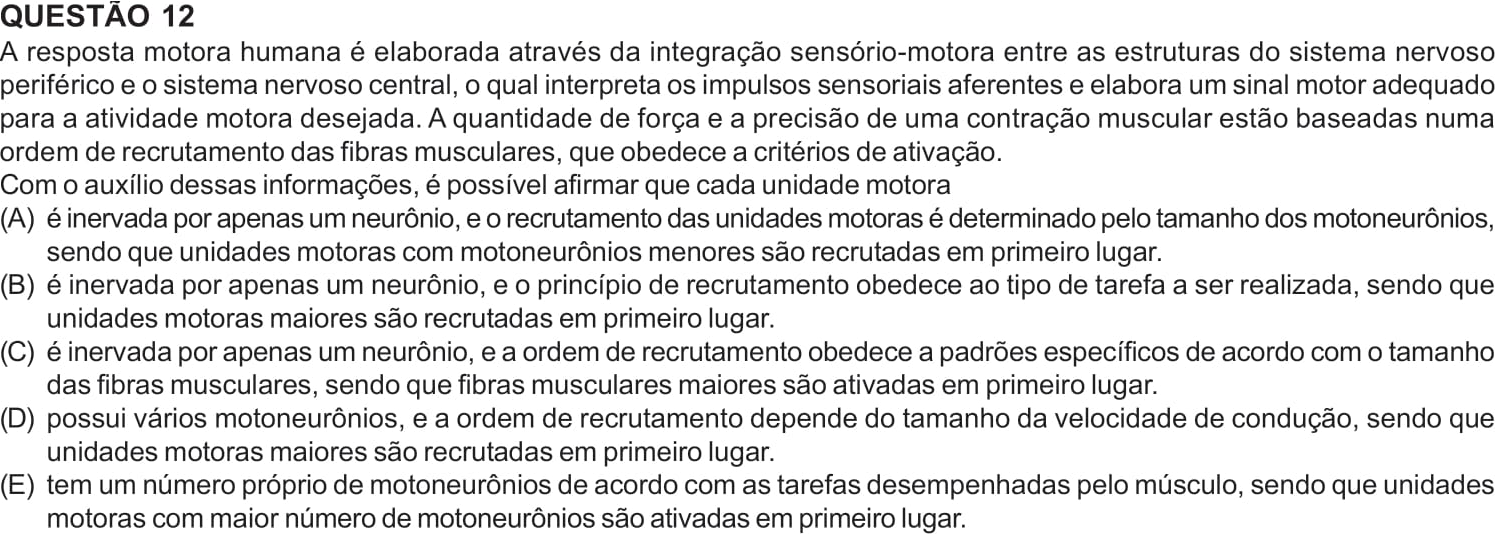 QUESTÃO 12
A resposta motora humana é elaborada através da integração sensório-motora entre as estruturas do sistema nervoso
periférico e o sistema nervoso central, o qual interpreta os impulsos sensoriais aferentes e elabora um sinal motor adequado
para a atividade motora desejada. A quantidade de força e a precisão de uma contração muscular estão baseadas numa
ordem de recrutamento das fibras musculares, que obedece a critérios de ativação.
Com o auxílio dessas informações, é possível afirmar que cada unidade motora
(A) é inervada por apenas um neurônio, e o recrutamento das unidades motoras é determinado pelo tamanho dos motoneurônios,
sendo que unidades motoras com motoneurônios menores são recrutadas em primeiro lugar.
(B) é inervada por apenas um neurônio, e o princípio de recrutamento obedece ao tipo de tarefa a ser realizada, sendo que
unidades motoras maiores são recrutadas em primeiro lugar.
(C) é inervada por apenas um neurônio, e a ordem de recrutamento obedece a padrões específicos de acordo com o tamanho
das fibras musculares, sendo que fibras musculares maiores são ativadas em primeiro lugar.
(D) possui vários motoneurônios, e a ordem de recrutamento depende do tamanho da velocidade de condução, sendo que
unidades motoras maiores são recrutadas em primeiro lugar.
(E) tem um número próprio de motoneurônios de acordo com as tarefas desempenhadas pelo músculo, sendo que unidades
motoras com maior número de motoneurônios são ativadas em primeiro lugar.